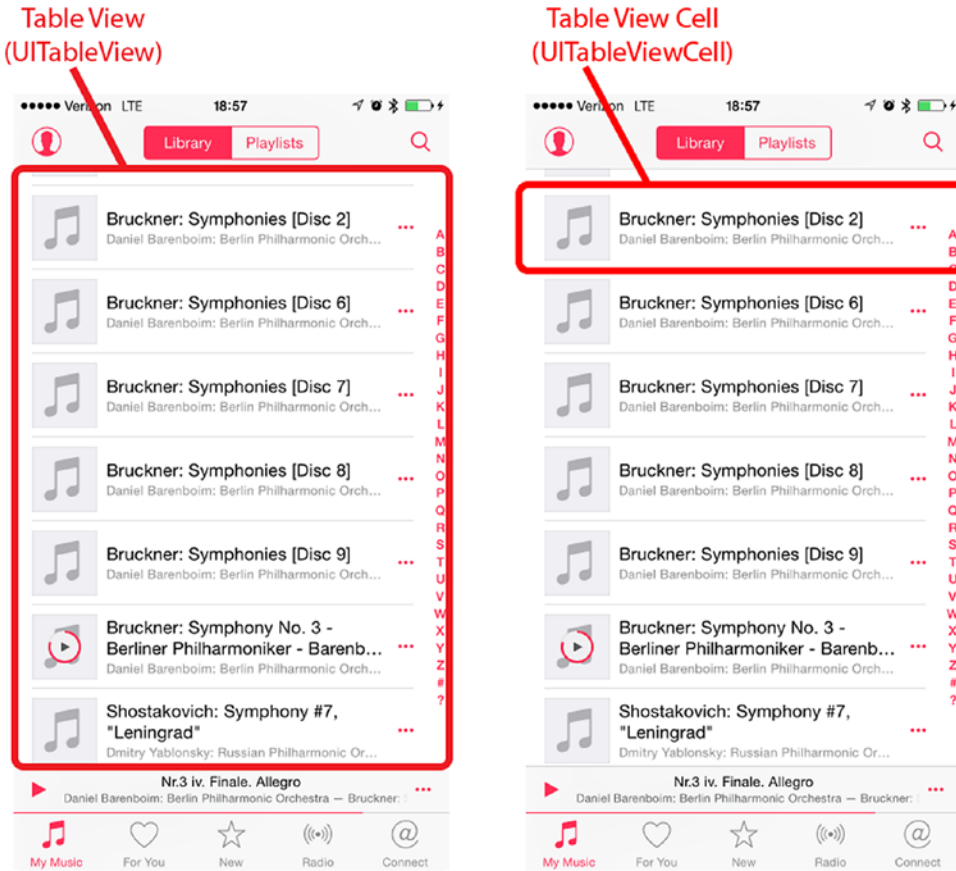 Table View
(UITableView)
Verizon LTE 18:57
Library Playlists
Bruckner: Symphonies [Disc 2]
Daniel Barenboim: Berlin Philharmonic Orch...
Bruckner: Symphonies [Disc 6]
Daniel Barenboim: Berlin Philharmonic Orch...
Bruckner: Symphonies [Disc 7]
Daniel Barenboim: Berlin Philharmonic Orch...
Bruckner: Symphonies [Disc 8]
Daniel Barenboim: Berlin Philharmonic Orch...
Bruckner: Symphonies [Disc 9]
Daniel Barenboim: Berlin Philharmonic Orch...
Bruckner: Symphony No. 3 -
Berliner Philharmoniker - Barenb...
Daniel Barenboim: Berlin Philharmonic Orch...
Shostakovich: Symphony #7,
"Leningrad"
Dmitry Yablonsky: Russian Philharmonic Or...
A
B
C
D
E
F
G
H
I
J
K
L
M
N
O
P
Q
R
S
T
U
V
W
X
Y
Z
#
?
Nr.3 iv. Finale. Allegro
Daniel Barenboim: Berlin Philharmonic Orchestra — Bruckner:
My Music For You New Radio Connect
Table View Cell
(UITableViewCell)
Verizon LTE 18:57
Library Playlists
Bruckner: Symphonies [Disc 2]
Daniel Barenboim: Berlin Philharmonic Orch...
Bruckner: Symphonies [Disc 6]
Daniel Barenboim: Berlin Philharmonic Orch...
Bruckner: Symphonies [Disc 7]
Daniel Barenboim: Berlin Philharmonic Orch...
Bruckner: Symphonies [Disc 8]
Daniel Barenboim: Berlin Philharmonic Orch...
Bruckner: Symphonies [Disc 9]
Daniel Barenboim: Berlin Philharmonic Orch...
Bruckner: Symphony No. 3 -
Berliner Philharmoniker - Barenb...
Daniel Barenboim: Berlin Philharmonic Orch...
Shostakovich: Symphony #7,
"Leningrad"
Dmitry Yablonsky: Russian Philharmonic Or...
A
B
C
D
E
F
G
H
I
J
K
L
M
N
O
P
Q
R
S
T
U
V
W
X
Y
Z
#
?
Nr.3 iv. Finale. Allegro
Daniel Barenboim: Berlin Philharmonic Orchestra — Bruckner:
My Music For You New Radio Connect